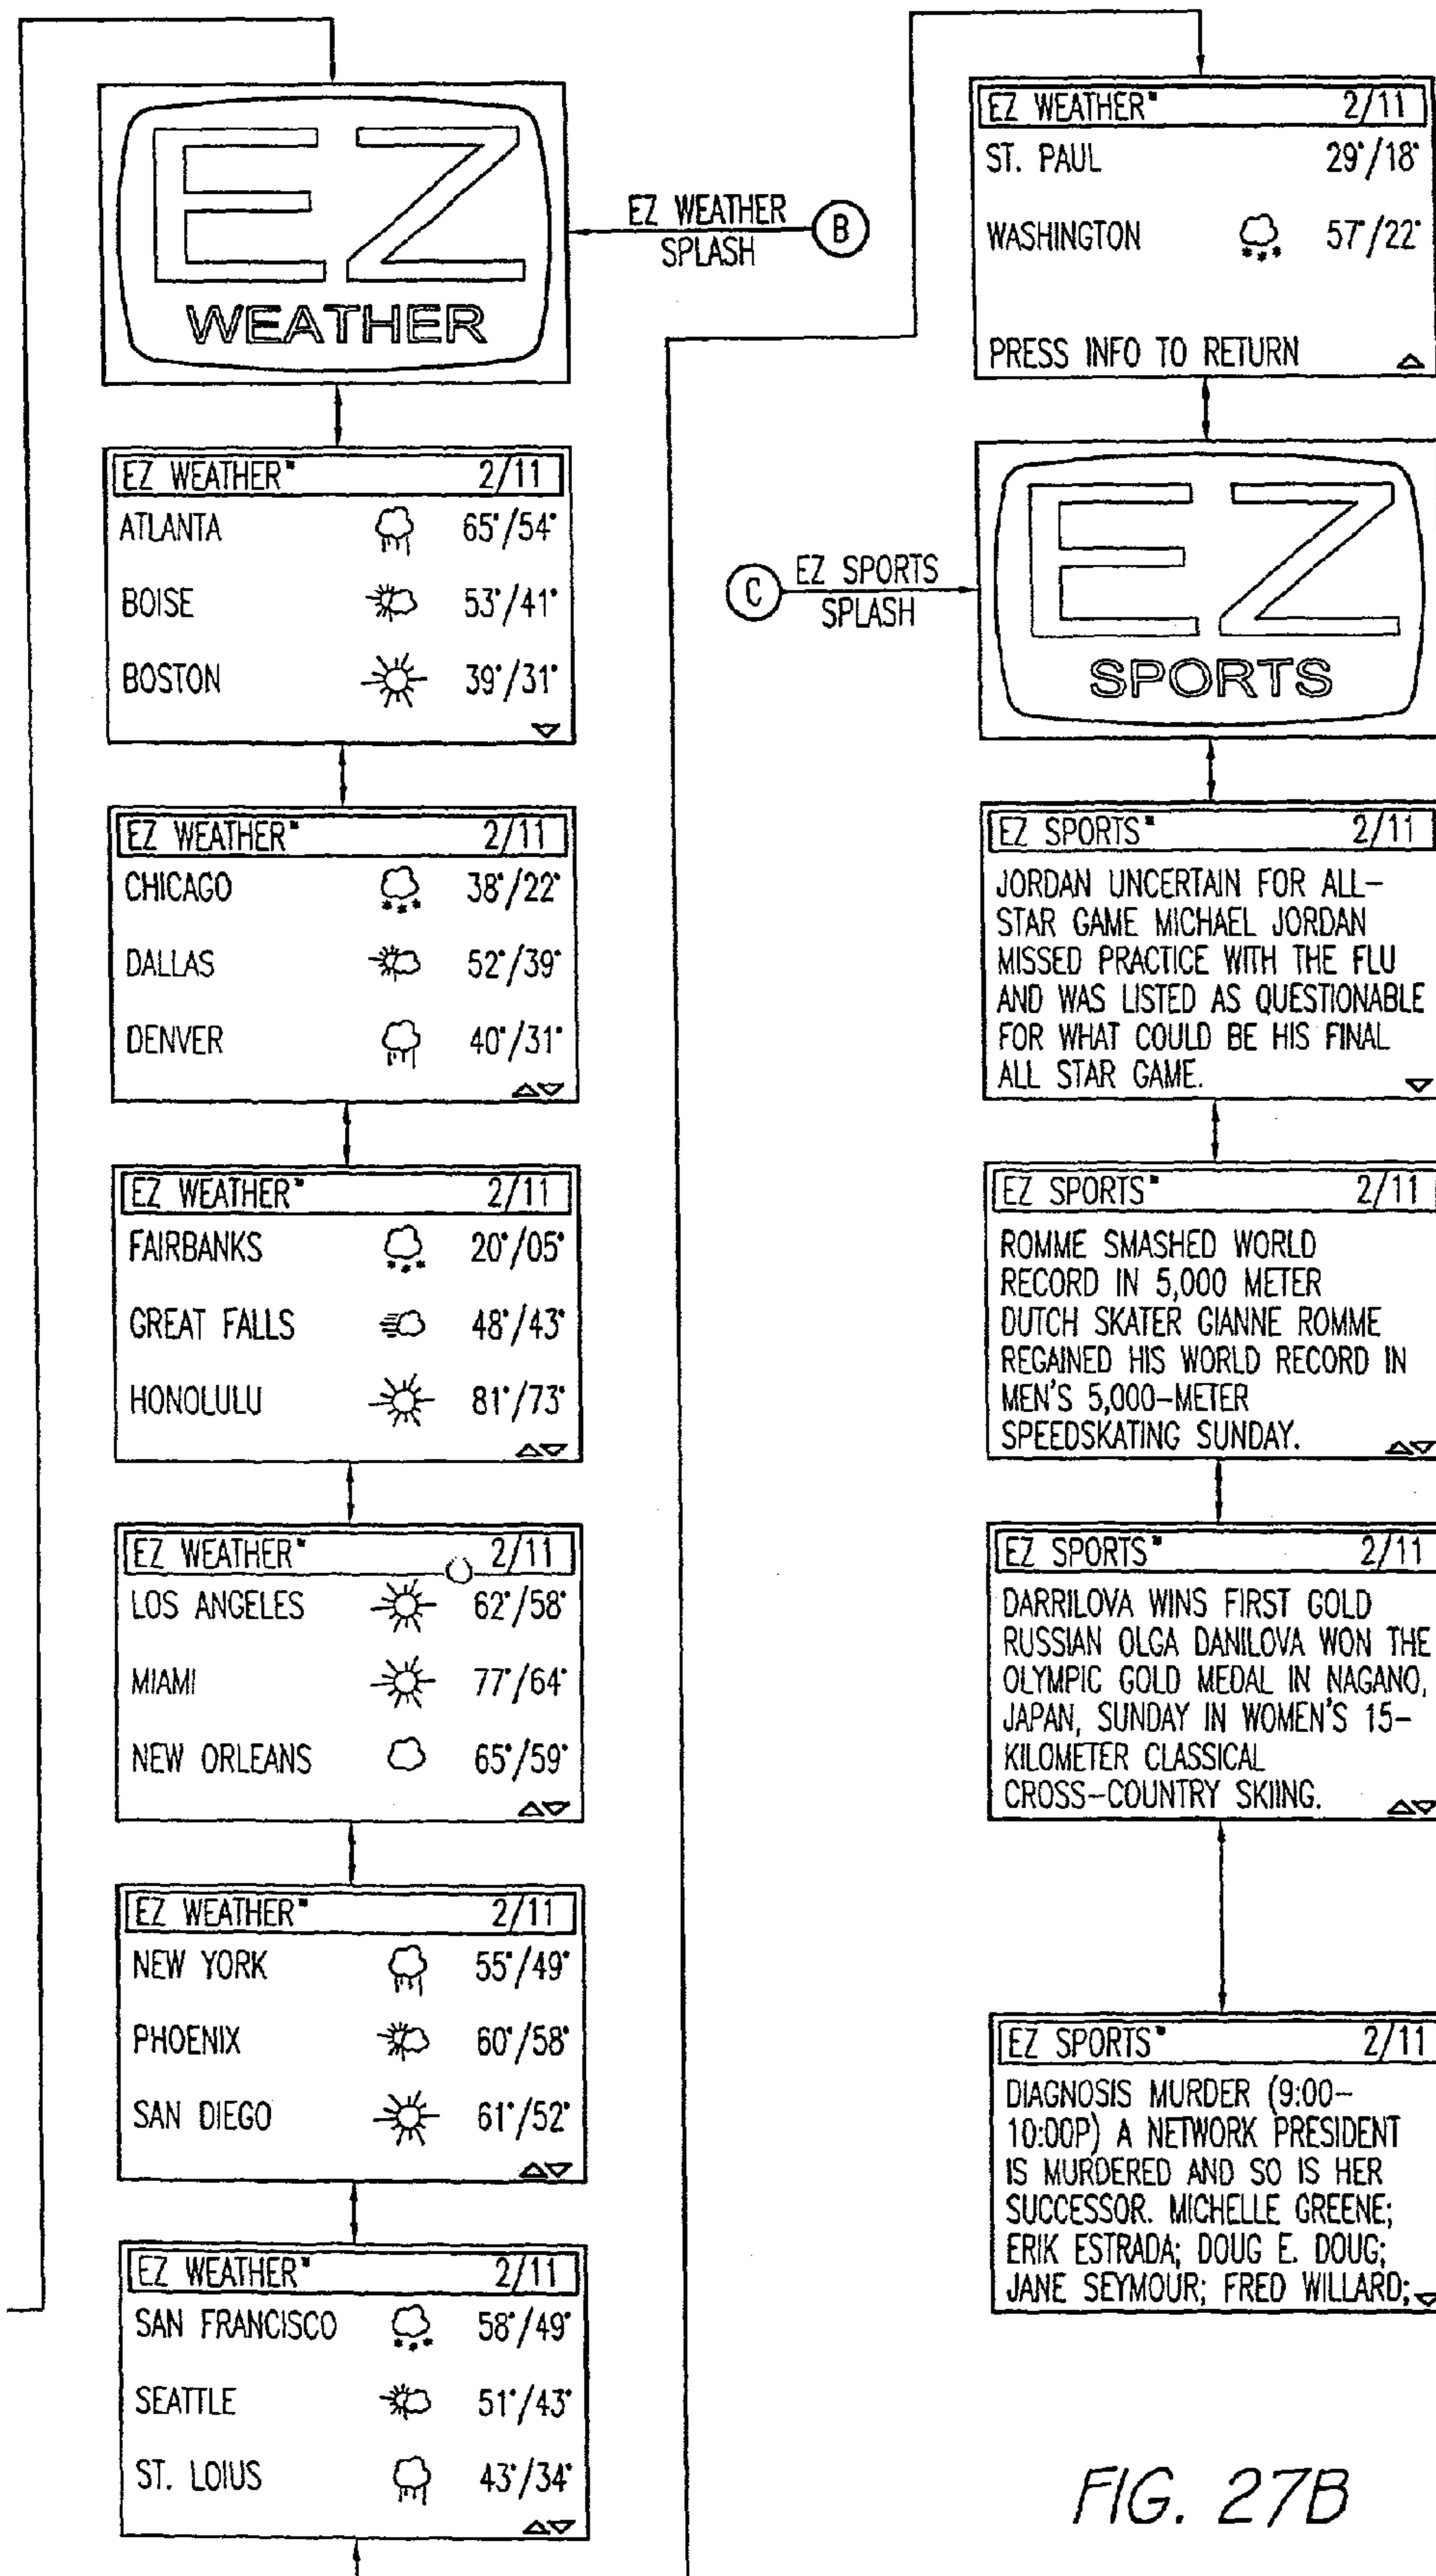 EZ
WEATHER
EZ WEATHER
SPLASH
B
EZ WEATHER 2/11
ATLANTA 65°/54°
BOISE 53°/41°
BOSTON 39°/31°
EZ WEATHER 2/11
CHICAGO 38°/22°
DALLAS 52°/39°
DENVER 40°/31°
EZ WEATHER 2/11
FAIRBANKS 20°/05°
GREAT FALLS 48°/43°
HONOLULU 81°/73°
EZ WEATHER 2/11
LOS ANGELES 62°/58°
MIAMI 77°/64°
NEW ORLEANS 65°/59°
EZ WEATHER 2/11
NEW YORK 55°/49°
PHOENIX 60°/58°
SAN DIEGO 61°/52°
EZ WEATHER 2/11
SAN FRANCISCO 58°/49°
SEATTLE 51°/43°
ST. LOIUS 43°/34°
EZ WEATHER 2/11
ST. PAUL 29°/18°
WASHINGTON 57°/22°
PRESS INFO TO RETURN
C
EZ SPORTS
SPLASH
EZ
SPORTS
EZ SPORTS 2/11
JORDAN UNCERTAIN FOR ALL-
STAR GAME MICHAEL JORDAN
MISSED PRACTICE WITH THE FLU
AND WAS LISTED AS QUESTIONABLE
FOR WHAT COULD BE HIS FINAL
ALL STAR GAME.
EZ SPORTS 2/11
ROMME SMASHED WORLD
RECORD IN 5,000 METER
DUTCH SKATER GIANNE ROMME
REGAINED HIS WORLD RECORD IN
MEN'S 5,000-METER
SPEEDSKATING SUNDAY.
EZ SPORTS 2/11
DARRILOVA WINS FIRST GOLD
RUSSIAN OLGA DANILOVA WON THE
OLYMPIC GOLD MEDAL IN NAGANO,
JAPAN, SUNDAY IN WOMEN'S 15-
KILOMETER CLASSICAL
CROSS-COUNTRY SKIING.
EZ SPORTS 2/11
DIAGNOSIS MURDER (9:00-
10:00P) A NETWORK PRESIDENT
IS MURDERED AND SO IS HER
SUCCESSOR. MICHELLE GREENE;
ERIK ESTRADA; DOUG E. DOUG;
JANE SEYMOUR; FRED WILLARD;
FIG. 27B